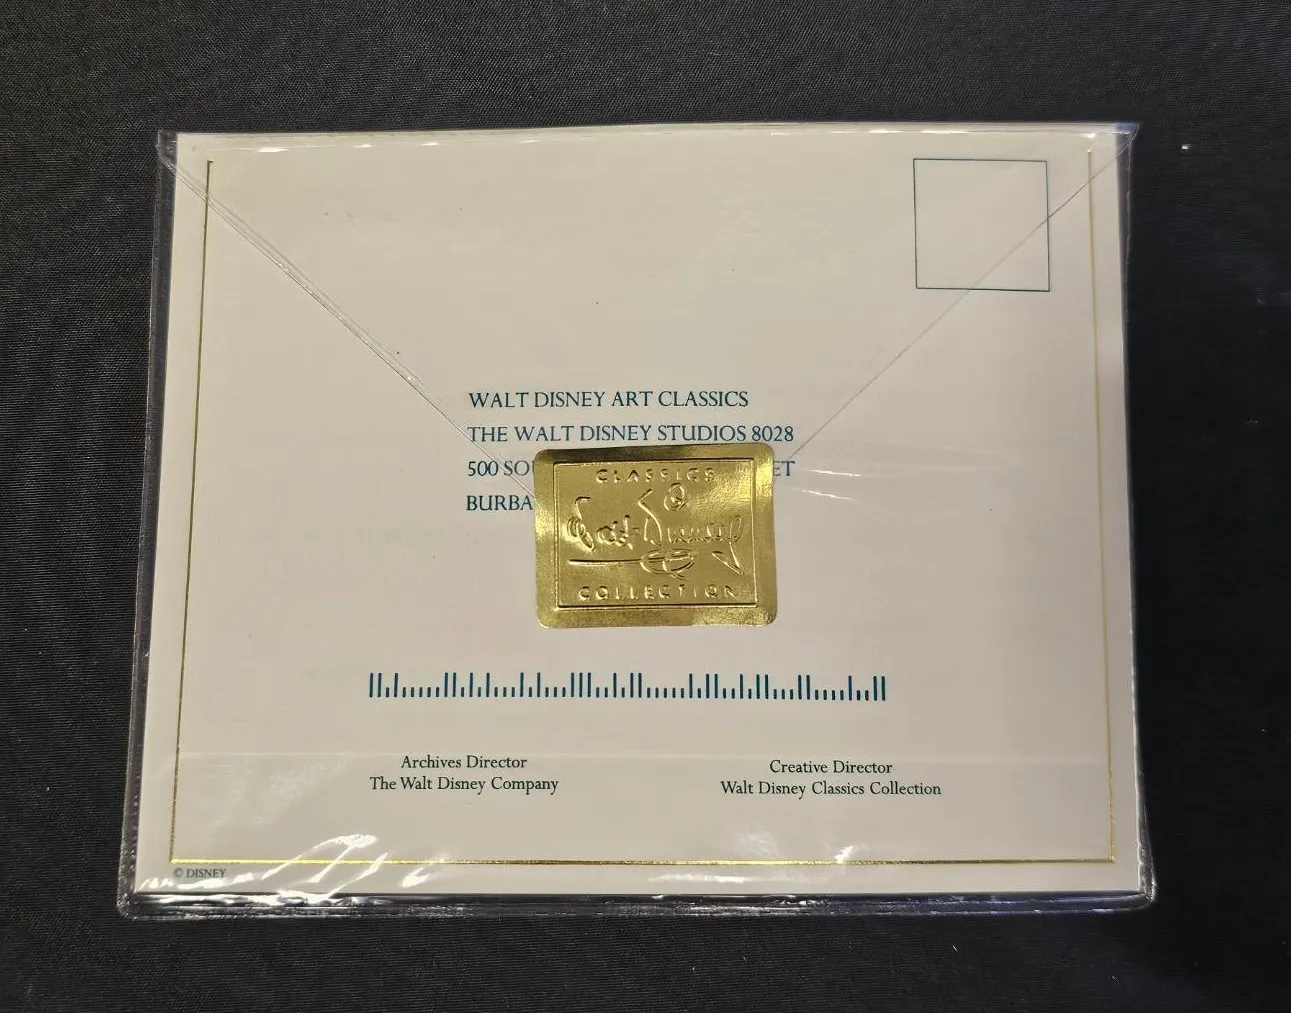 WALT DISNEY ART CLASSICS
THE WALT DISNEY STUDIOS 8028
500 SO ET
BURBA
CLASSICS
Walt Disney
COLLECTION
Archives Director
The Walt Disney Company
Creative Director
Walt Disney Classics Collection
© DISNEY